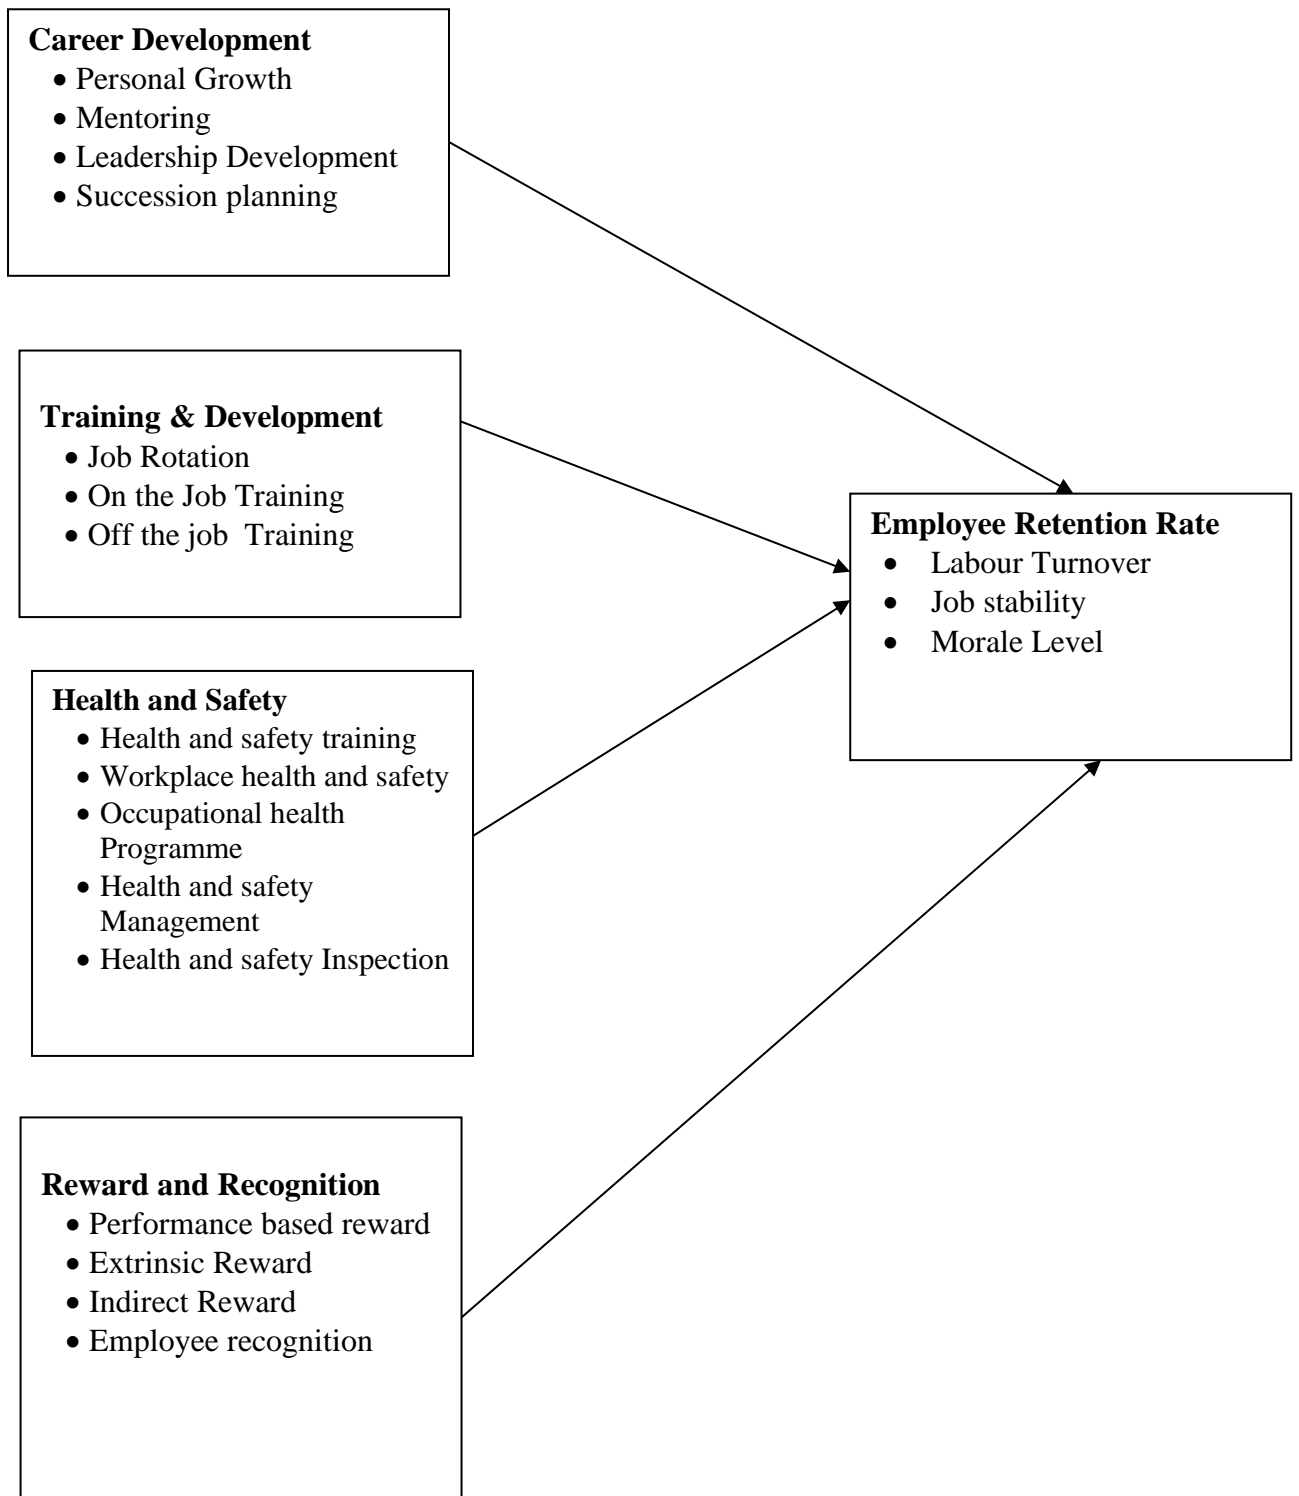 Career Development
• Personal Growth
• Mentoring
• Leadership Development
• Succession planning
Training & Development
• Job Rotation
• On the Job Training
• Off the job  Training
Employee Retention Rate
• Labour Turnover
• Job stability
• Morale Level
Health and Safety
• Health and safety training
• Workplace health and safety
• Occupational health
Programme
• Health and safety
Management
• Health and safety Inspection
Reward and Recognition
• Performance based reward
• Extrinsic Reward
• Indirect Reward
• Employee recognition